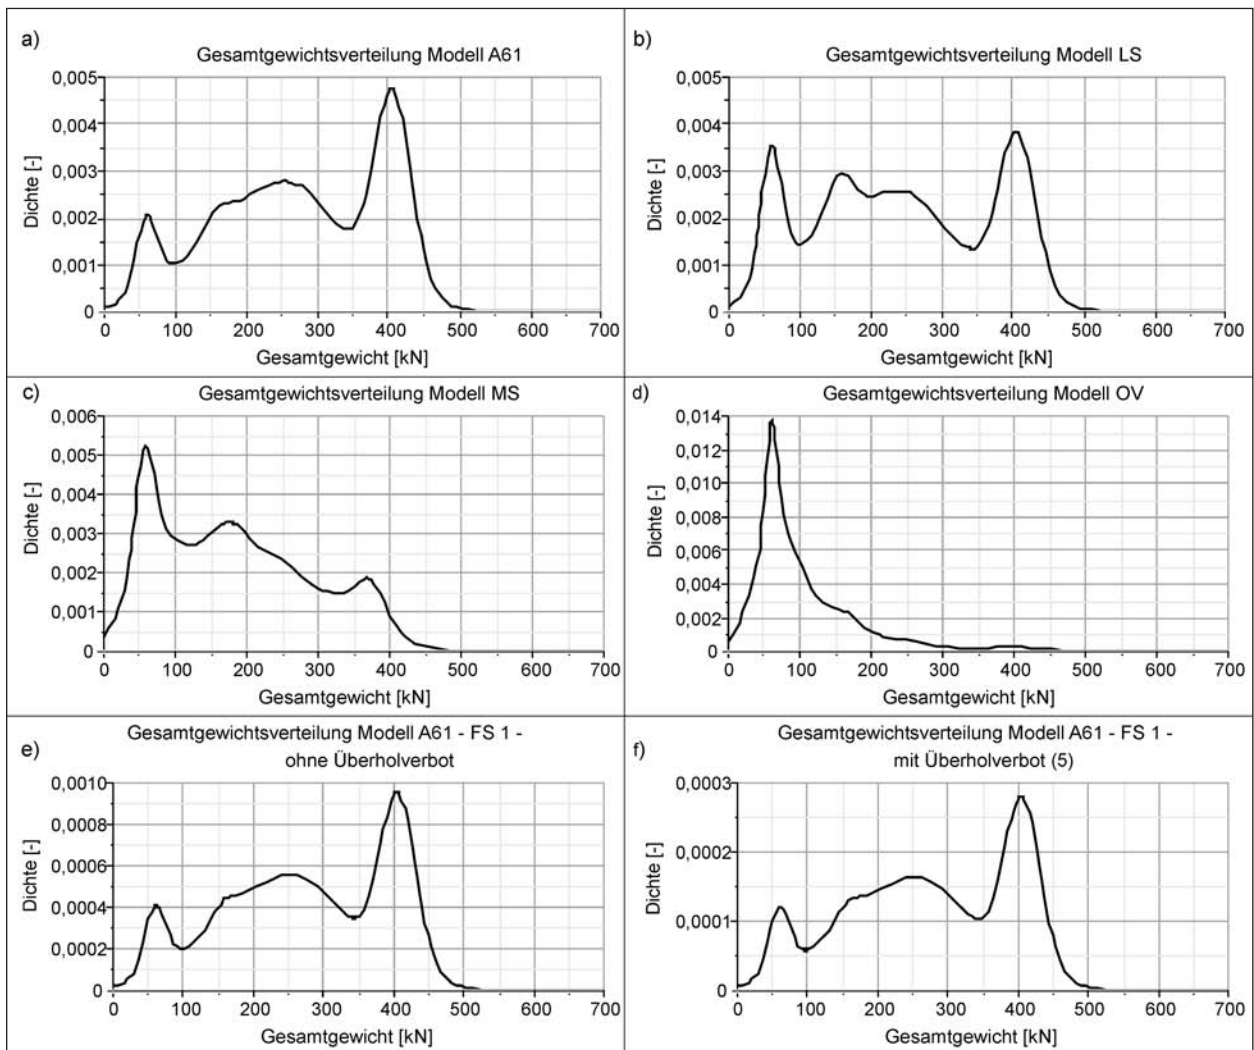 a)
Gesamtgewichtsverteilung Modell A61
0,005
0,004
0,003
0,002
0,001
0
Dichte [-]
0 100 200 300 400 500 600 700
Gesamtgewicht [kN]
b)
Gesamtgewichtsverteilung Modell LS
0,005
0,004
0,003
0,002
0,001
0
Dichte [-]
0 100 200 300 400 500 600 700
Gesamtgewicht [kN]
c)
Gesamtgewichtsverteilung Modell MS
0,006
0,005
0,004
0,003
0,002
0,001
0
Dichte [-]
0 100 200 300 400 500 600 700
Gesamtgewicht [kN]
d)
Gesamtgewichtsverteilung Modell OV
0,014
0,012
0,010
0,008
0,006
0,004
0,002
0
Dichte [-]
0 100 200 300 400 500 600 700
Gesamtgewicht [kN]
e)
Gesamtgewichtsverteilung Modell A61 - FS 1 -
ohne Überholverbot
0,0010
0,0008
0,0006
0,0004
0,0002
0
Dichte [-]
0 100 200 300 400 500 600 700
Gesamtgewicht [kN]
f)
Gesamtgewichtsverteilung Modell A61 - FS 1 -
mit Überholverbot (5)
0,0003
0,0002
0,0001
0
Dichte [-]
0 100 200 300 400 500 600 700
Gesamtgewicht [kN]